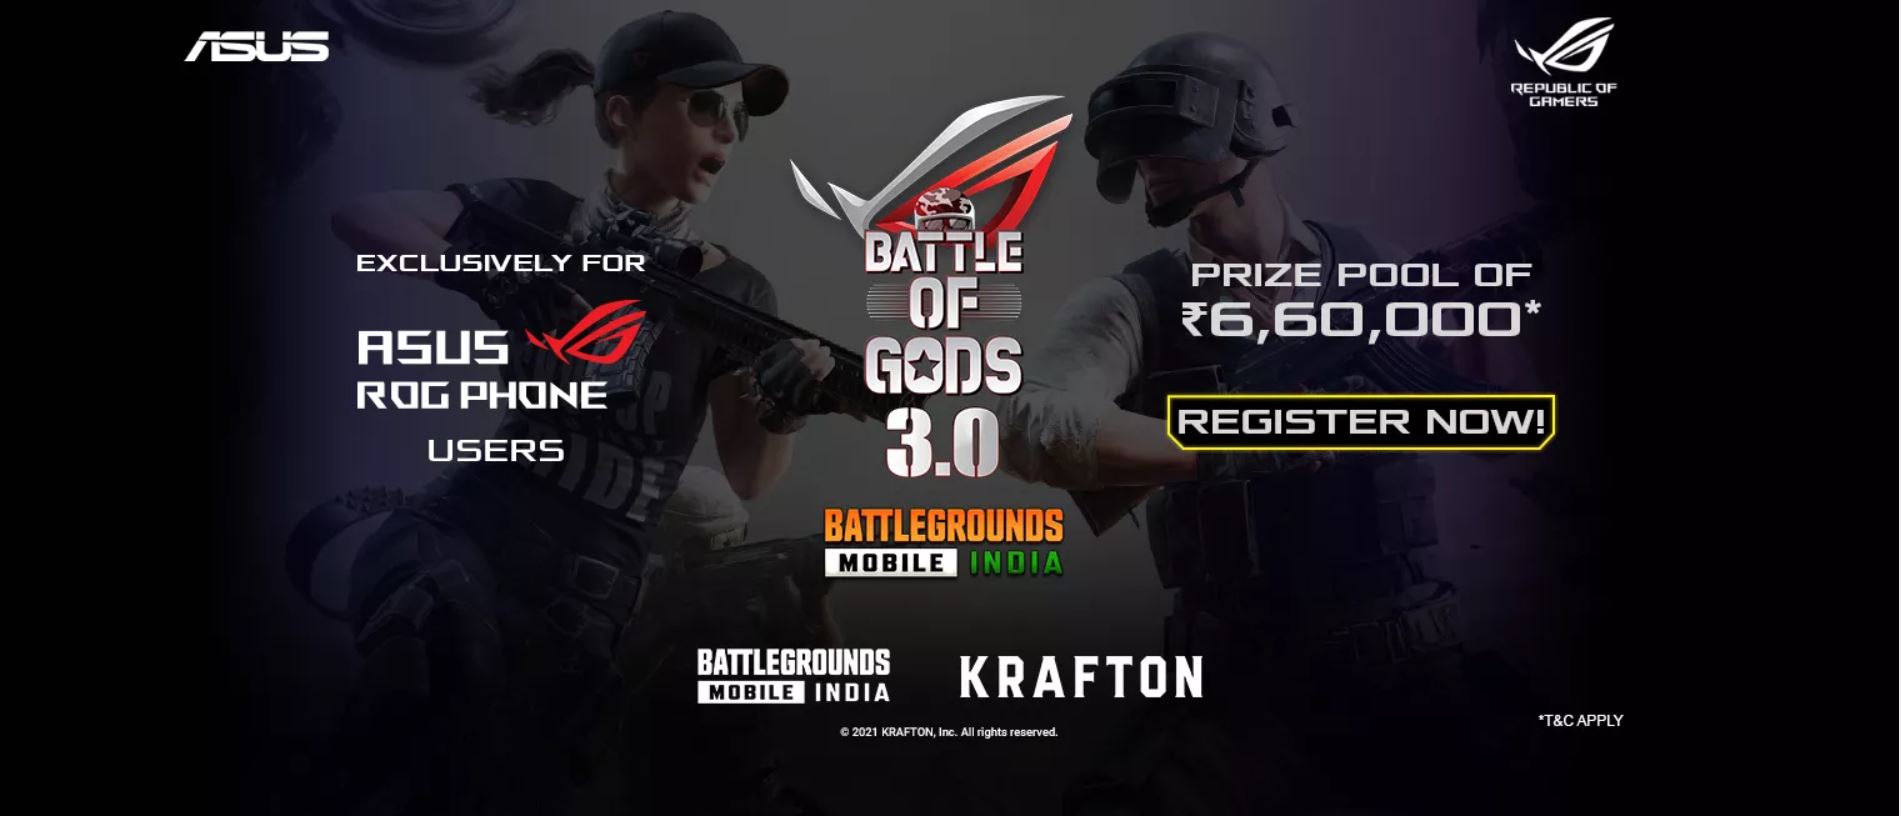 ASUS
REPUBLIC OF
GAMERS
EXCLUSIVELY FOR
ASUS
ROG PHONE
USERS
BATTLE
OF
GODS
3.0
BATTLEGROUNDS
MOBILE INDIA
PRIZE POOL OF
₹6,60,000*
REGISTER NOW!
BATTLEGROUNDS
MOBILE INDIA
KRAFTON
© 2021 KRAFTON, Inc. All rights reserved.
*T&C APPLY